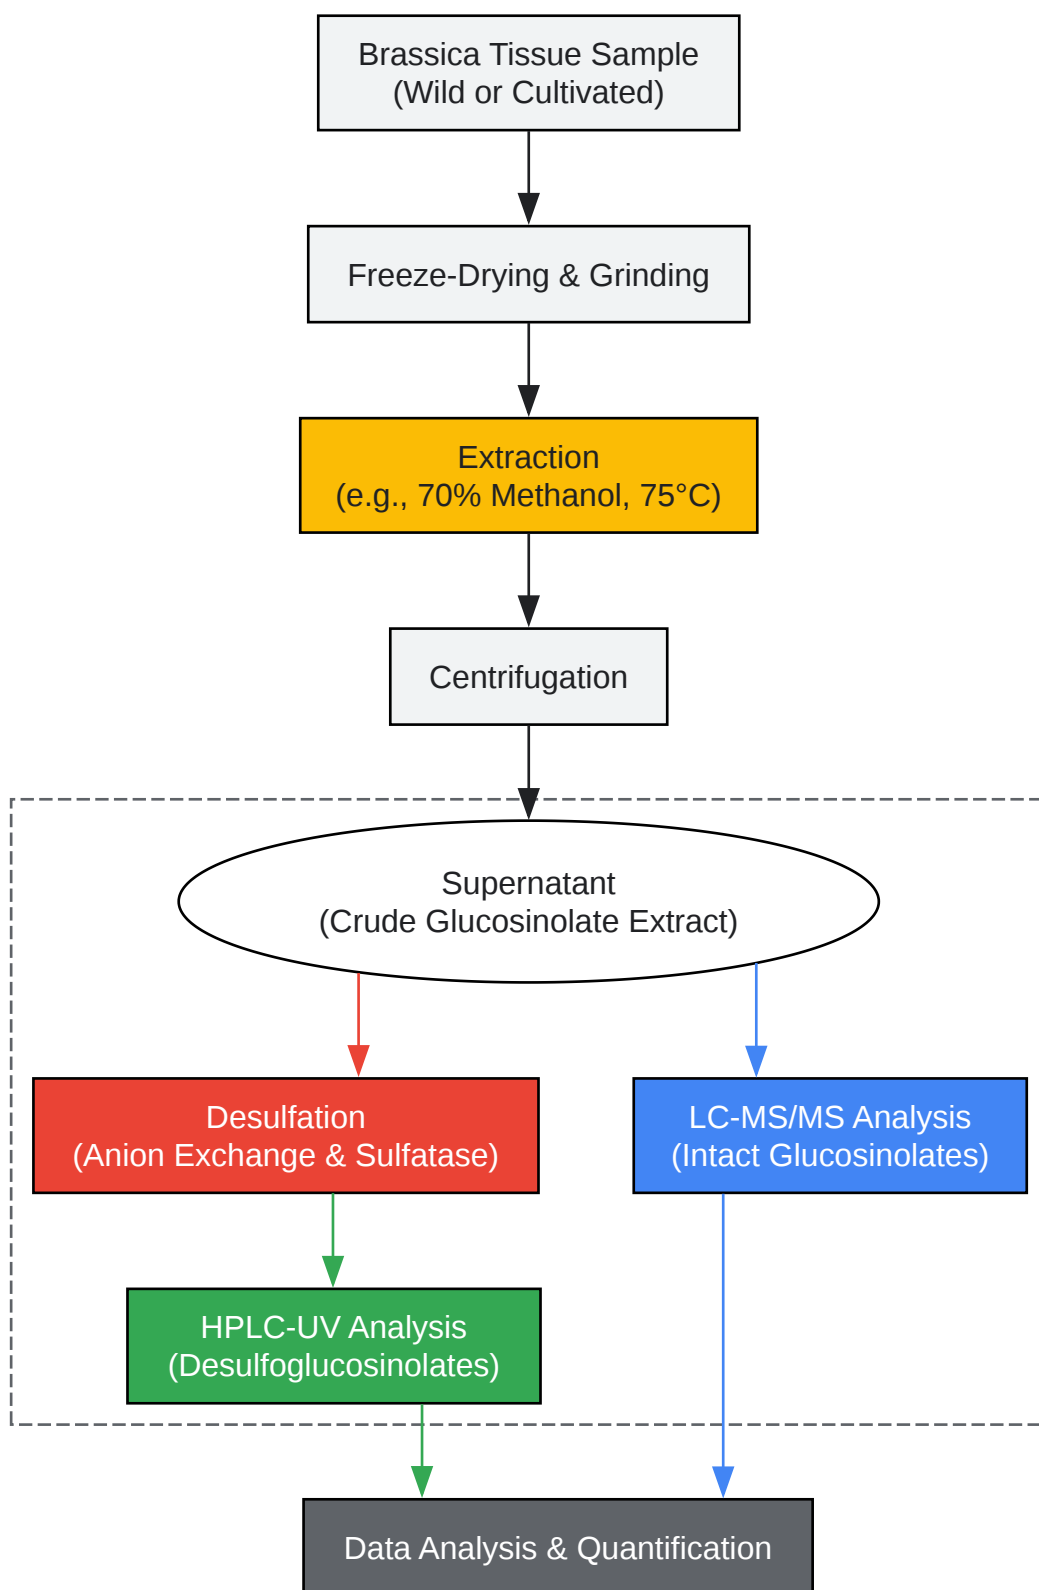 Brassica Tissue Sample
(Wild or Cultivated)
Freeze-Drying & Grinding
Extraction
(e.g., 70% Methanol, 75°C)
Centrifugation
Supernatant
(Crude Glucosinolate Extract)
Desulfation
(Anion Exchange & Sulfatase)
LC-MS/MS Analysis
(Intact Glucosinolates)
HPLC-UV Analysis
(Desulfoglucosinolates)
Data Analysis & Quantification